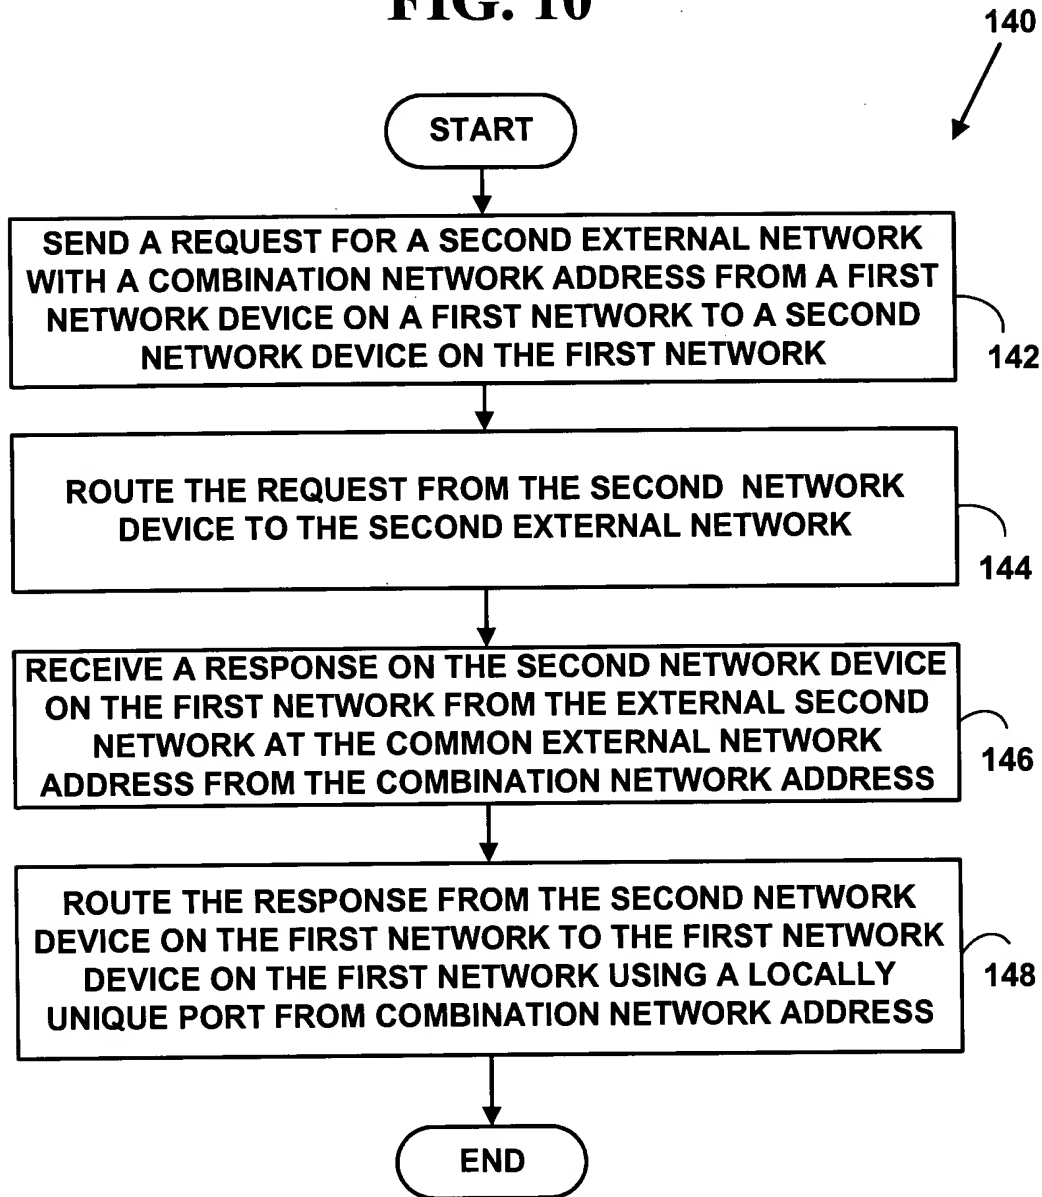 FIG. 10
140
START
SEND A REQUEST FOR A SECOND EXTERNAL NETWORK
WITH A COMBINATION NETWORK ADDRESS FROM A FIRST
NETWORK DEVICE ON A FIRST NETWORK TO A SECOND
NETWORK DEVICE ON THE FIRST NETWORK
142
ROUTE THE REQUEST FROM THE SECOND NETWORK
DEVICE TO THE SECOND EXTERNAL NETWORK
144
RECEIVE A RESPONSE ON THE SECOND NETWORK DEVICE
ON THE FIRST NETWORK FROM THE EXTERNAL SECOND
NETWORK AT THE COMMON EXTERNAL NETWORK
ADDRESS FROM THE COMBINATION NETWORK ADDRESS
146
ROUTE THE RESPONSE FROM THE SECOND NETWORK
DEVICE ON THE FIRST NETWORK TO THE FIRST NETWORK
DEVICE ON THE FIRST NETWORK USING A LOCALLY
UNIQUE PORT FROM COMBINATION NETWORK ADDRESS
148
END